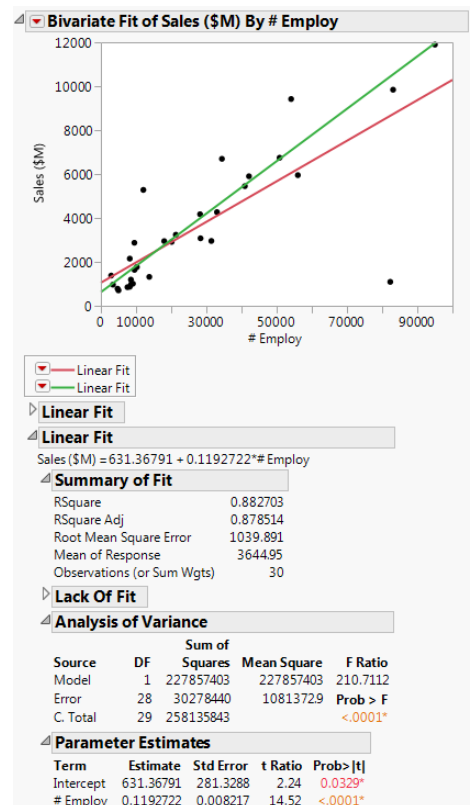 Bivariate Fit of Sales ($M) By # Employ
12000
10000
8000
6000
4000
2000
0
Sales ($M)
0 10000 30000 50000 70000 90000
# Employ
Linear Fit
Linear Fit
Linear Fit
Linear Fit
Sales ($M) = 631.36791 + 0.1192722*# Employ
Summary of Fit
RSquare 0.882703
RSquare Adj 0.878514
Root Mean Square Error 1039.891
Mean of Response 3644.95
Observations (or Sum Wgts) 30
Lack Of Fit
Analysis of Variance
Sum of
Source DF Squares Mean Square F Ratio
Model 1 227857403 227857403 210.7112
Error 28 30278440 1081372.9 Prob > F
C. Total 29 258135843 <.0001*
Parameter Estimates
Term Estimate Std Error t Ratio Prob>|t|
Intercept 631.36791 281.3288 2.24 0.0329*
# Employ 0.1192722 0.008217 14.52 <.0001*